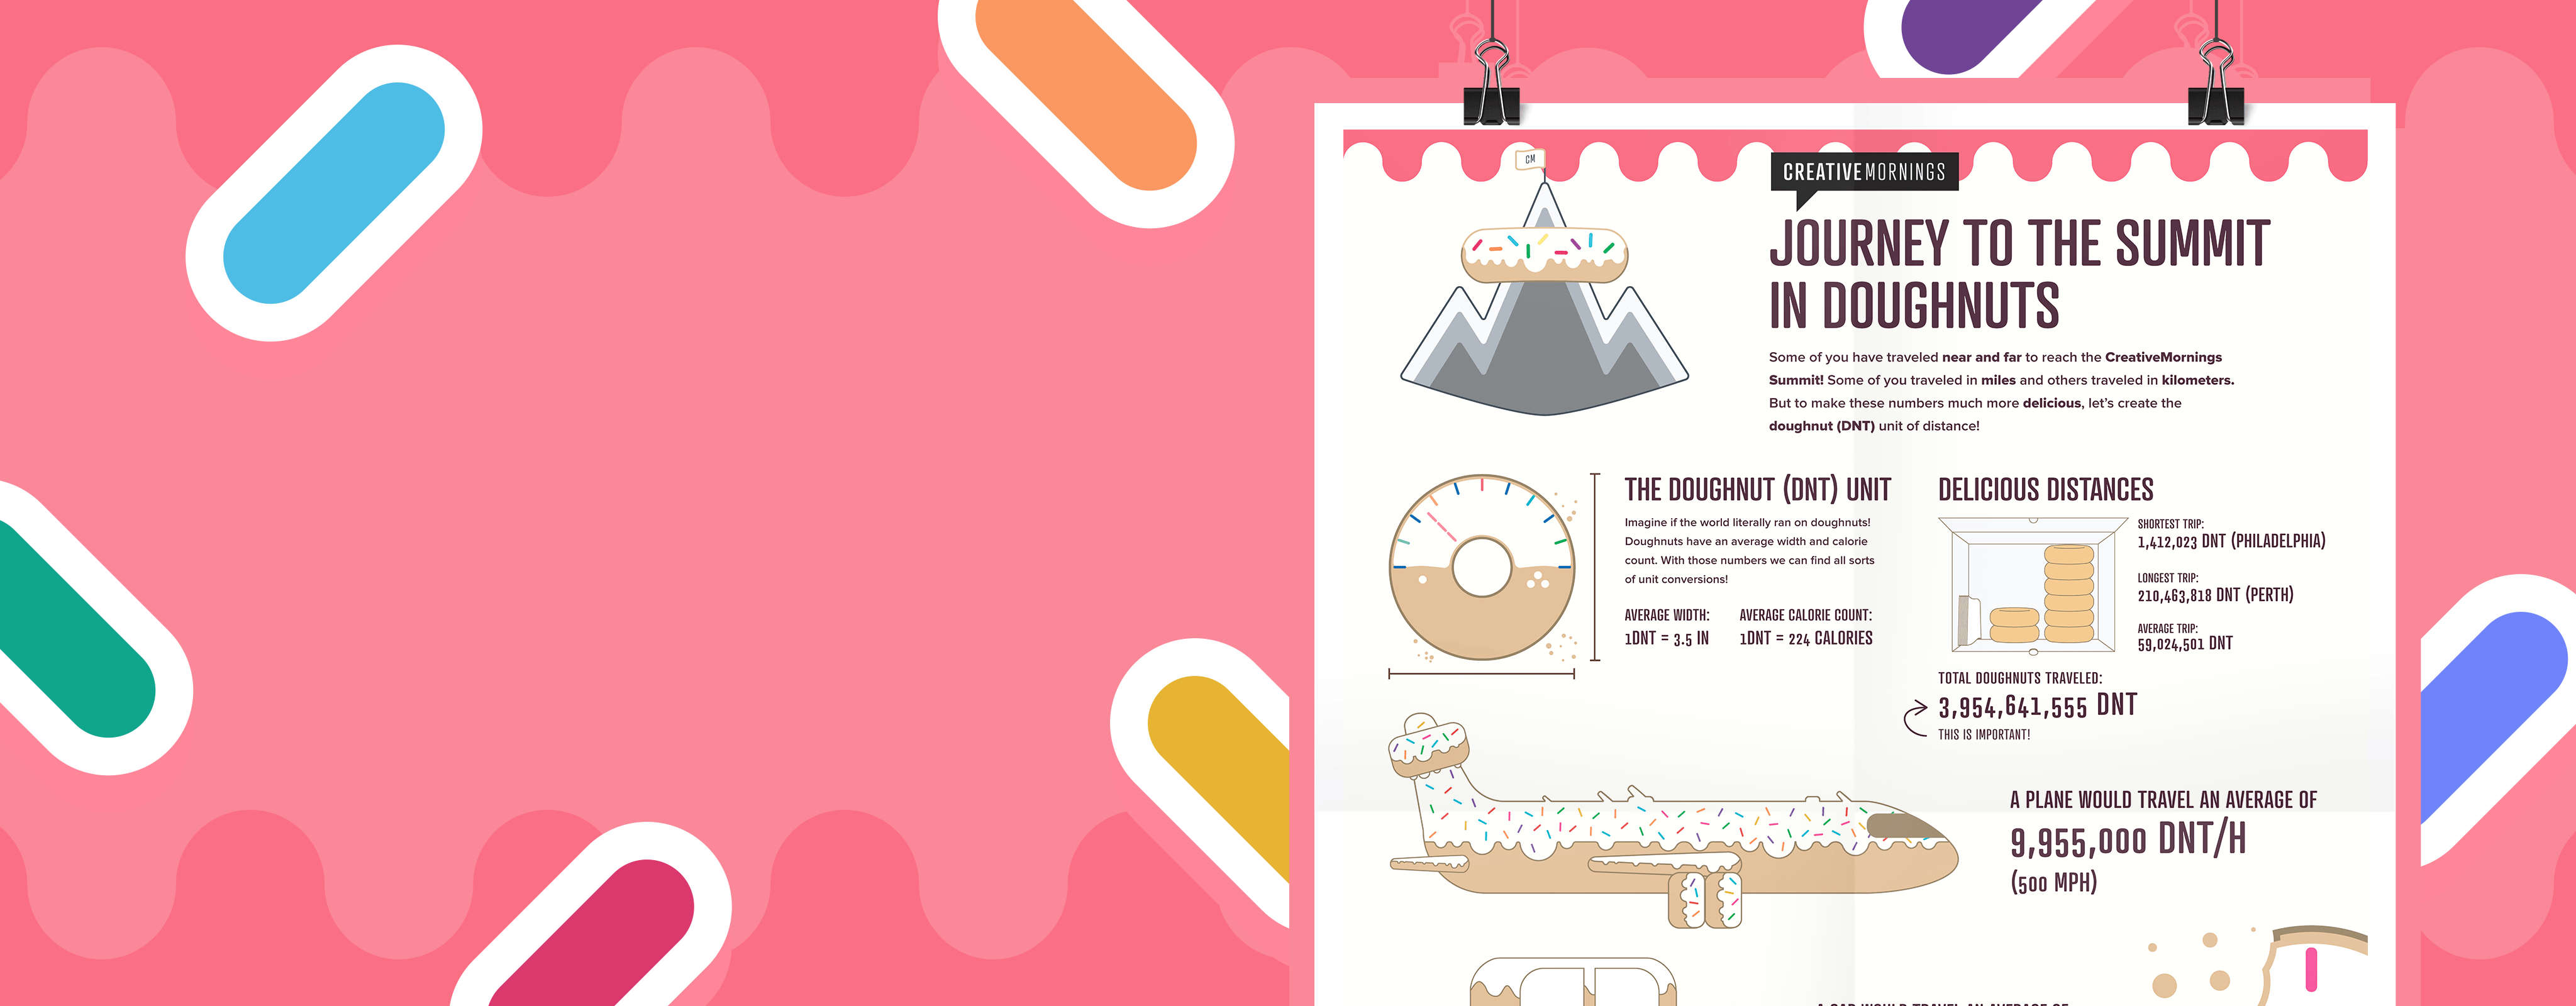 CM
CREATIVEMORNINGS
JOURNEY TO THE SUMMIT
IN DOUGHNUTS
Some of you have traveled near and far to reach the CreativeMornings
Summit! Some of you traveled in miles and others traveled in kilometers.
But to make these numbers much more delicious, let's create the
doughnut (DNT) unit of distance!
THE DOUGHNUT (DNT) UNIT
Imagine if the world literally ran on doughnuts!
Doughnuts have an average width and calorie
count. With those numbers we can find all sorts
of unit conversions!
AVERAGE WIDTH:
1DNT = 3.5 IN
AVERAGE CALORIE COUNT:
1DNT = 224 CALORIES
DELICIOUS DISTANCES
SHORTEST TRIP:
1,412,023 DNT (PHILADELPHIA)
LONGEST TRIP:
210,463,818 DNT (PERTH)
AVERAGE TRIP:
59,024,501 DNT
TOTAL DOUGHNUTS TRAVELED:
3,954,641,555 DNT
THIS IS IMPORTANT!
A PLANE WOULD TRAVEL AN AVERAGE OF
9,955,000 DNT/H
(500 MPH)